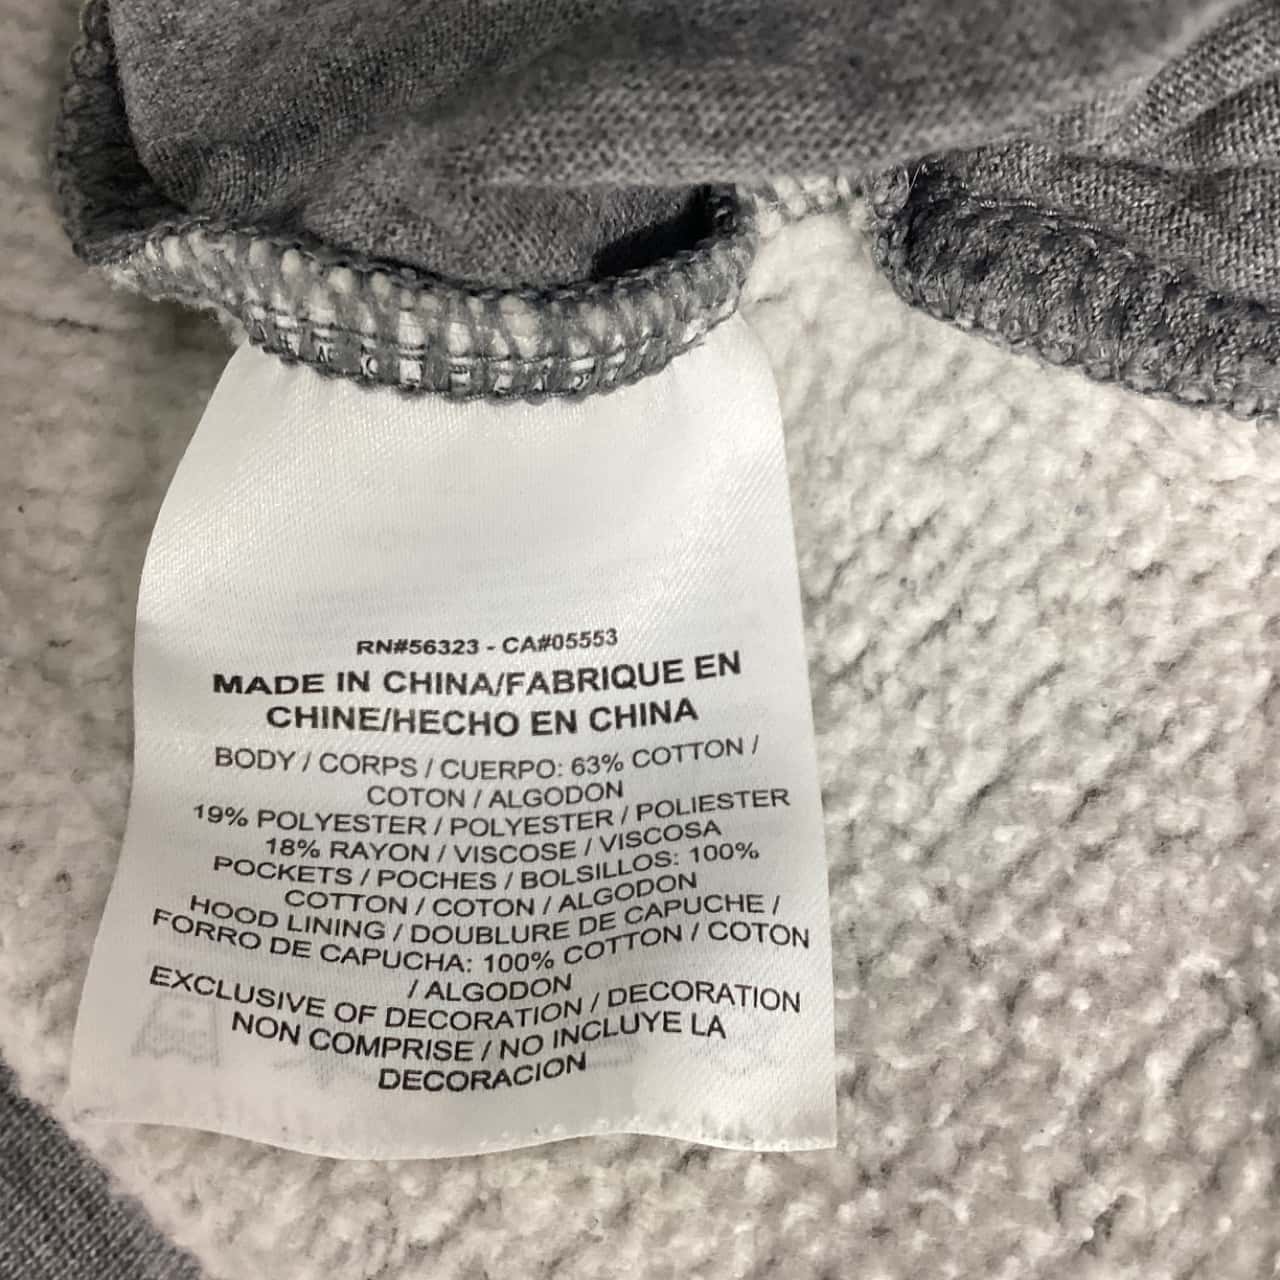 RN#56323 - CA#05553
MADE IN CHINA/FABRIQUE EN
CHINE/HECHO EN CHINA
BODY / CORPS / CUERPO: 63% COTTON /
COTON / ALGODON
19% POLYESTER / POLYESTER / POLIESTER
18% RAYON / VISCOSE / VISCOSA
POCKETS / POCHES / BOLSILLOS: 100%
COTTON / COTON / ALGODON
HOOD LINING / DOUBLURE DE CAPUCHE /
FORRO DE CAPUCHA: 100% COTTON / COTON
/ ALGODON
EXCLUSIVE OF DECORATION / DECORATION
NON COMPRISE / NO INCLUYE LA
DECORACION